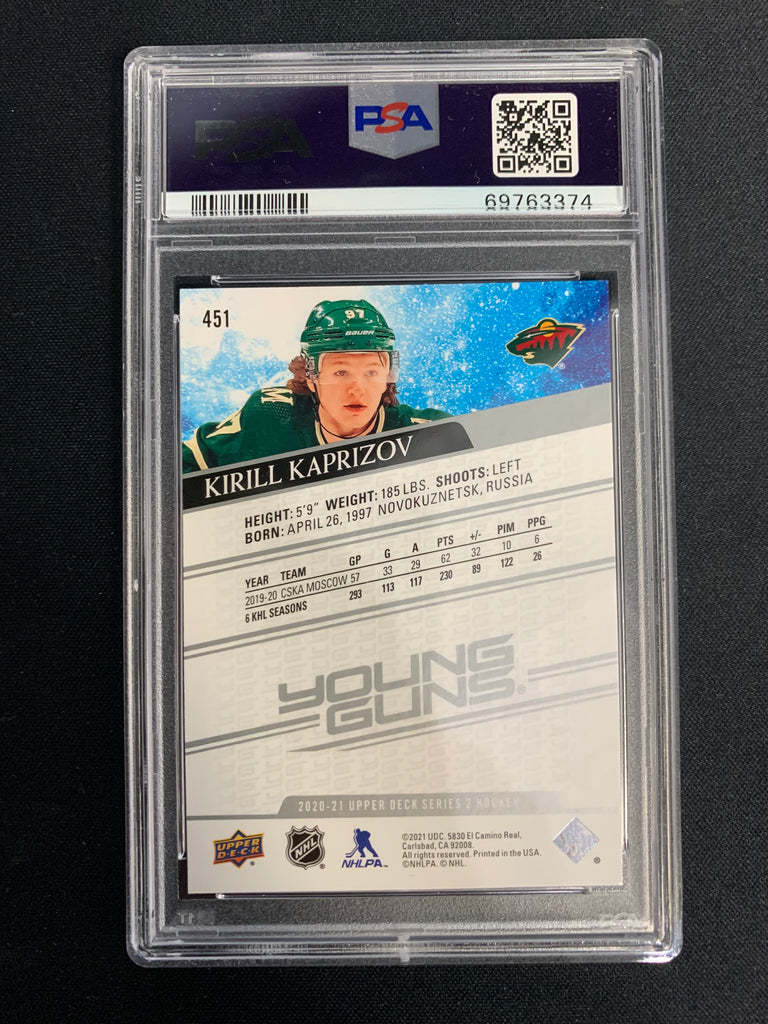 PSA
PSA
69763374
451
97
BAUER
M
97
KIRILL KAPRIZOV
HEIGHT: 5'9" WEIGHT: 185 LBS. SHOOTS: LEFT
BORN: APRIL 26, 1997 NOVOKUZNETSK, RUSSIA
YEAR TEAM GP G A PTS +/- PIM PPG
2019-20 CSKA MOSCOW 57 33 29 62 32 10 6
6 KHL SEASONS 293 113 117 230 89 122 26
YOUNG
GUNS®
2020-21 UPPER DECK SERIES 2 HOCKEY
UPPER
DECK
NHL
NHLPA
©2021 UDC. 5830 El Camino Real,
Carlsbad, CA 92008.
All rights reserved. Printed in the USA.
©NHLPA. © NHL.
®